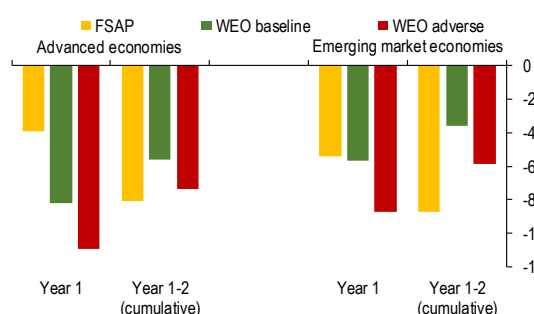 FSAP WEO baseline WEO adverse
Advanced economies Emerging market economies
0
-2
-4
-6
-8
-1
-1
Year 1 Year 1-2 Year 1 Year 1-2
(cumulative) (cumulative)